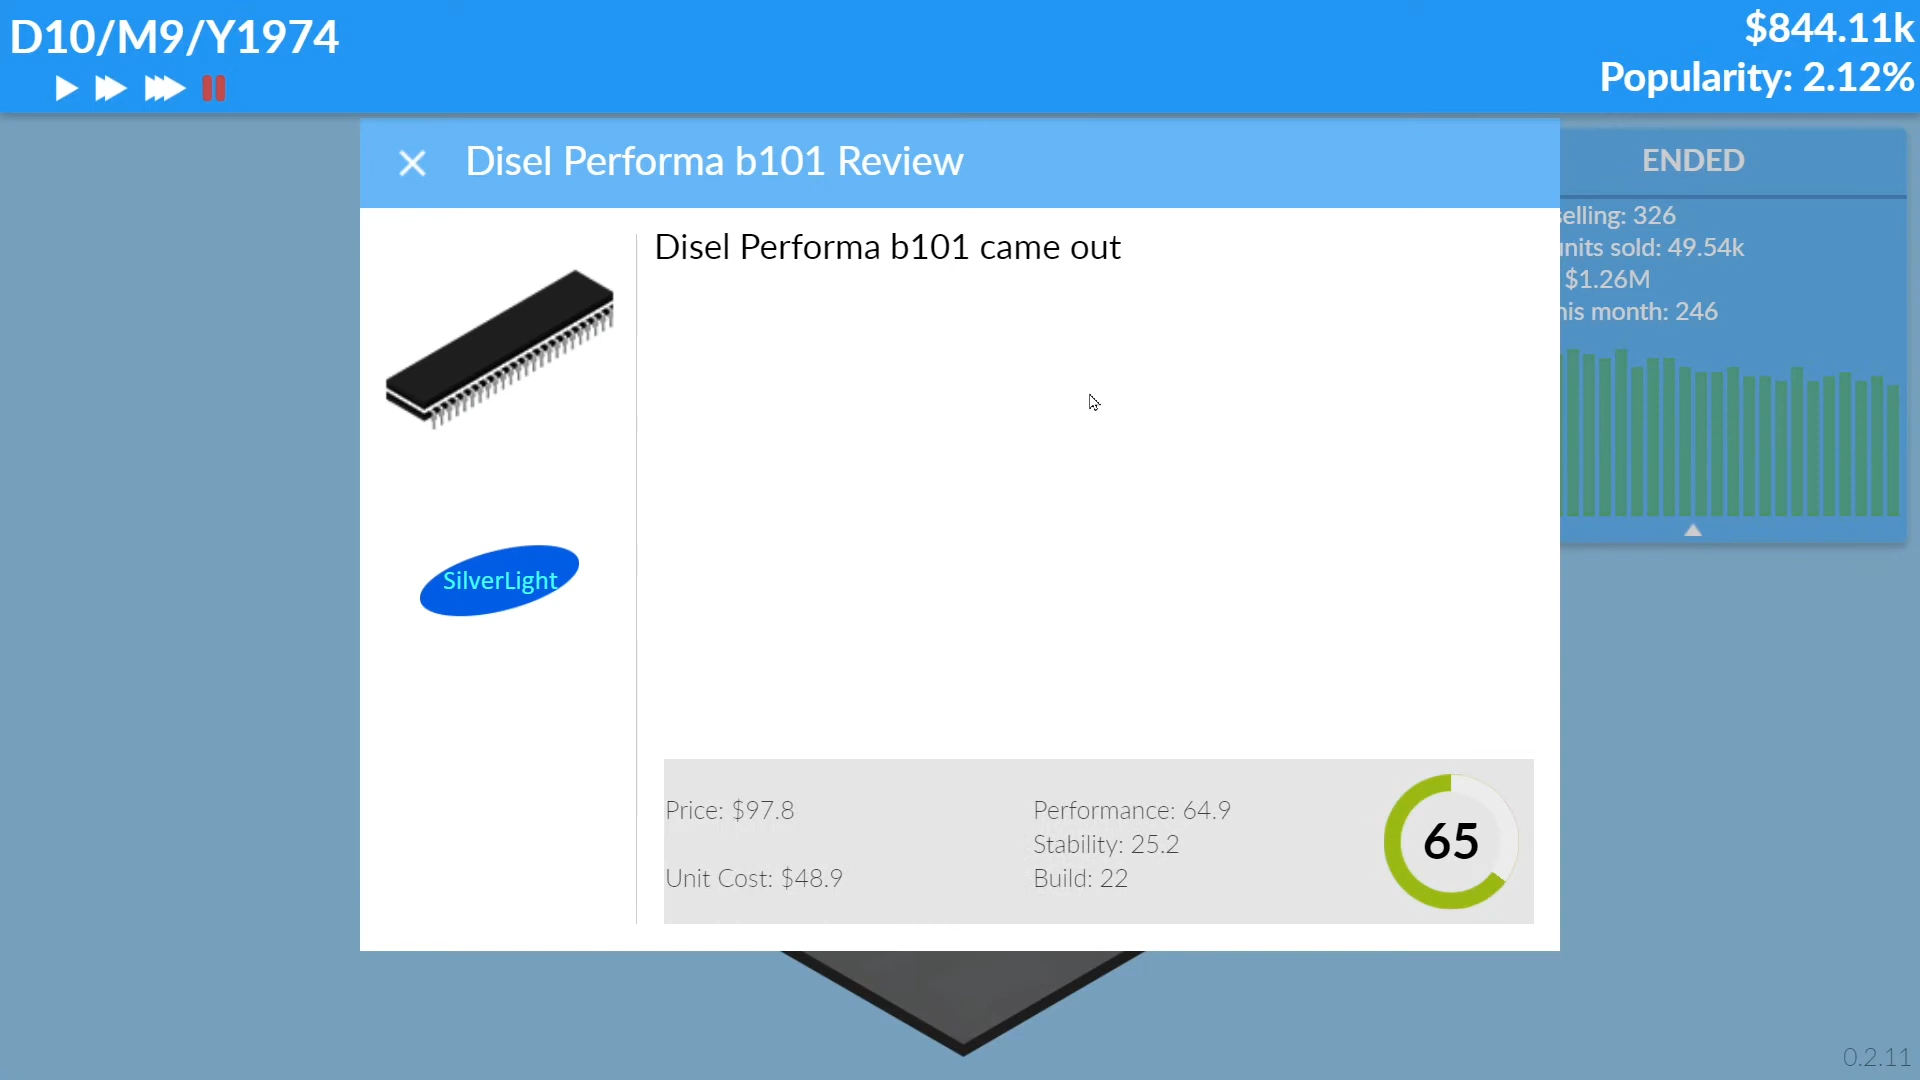 D10/M9/Y1974
$844.11k
Popularity: 2.12%
Disel Performa b101 Review
ENDED
elling: 326
nits sold: 49.54k
$1.26M
his month: 246
Disel Performa b101 came out
SilverLight
Price: $97.8
Unit Cost: $48.9
Performance: 64.9
Stability: 25.2
Build: 22
65
0.2.11